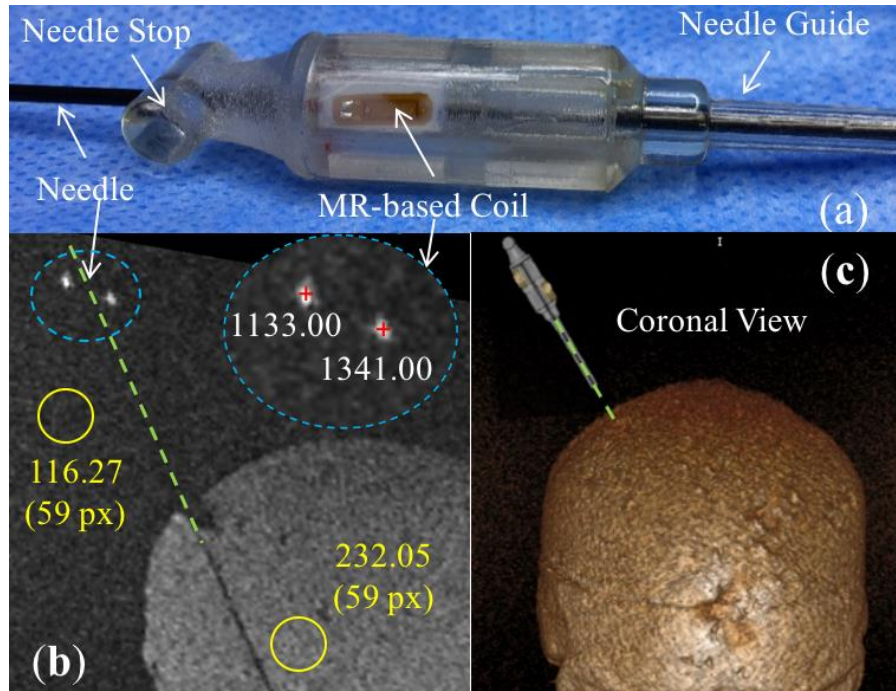 Needle Stop
Needle Guide
Needle
MR-based Coil
(a)
1133.00
1341.00
116.27
(59 px)
232.05
(59 px)
(b)
(c)
Coronal View